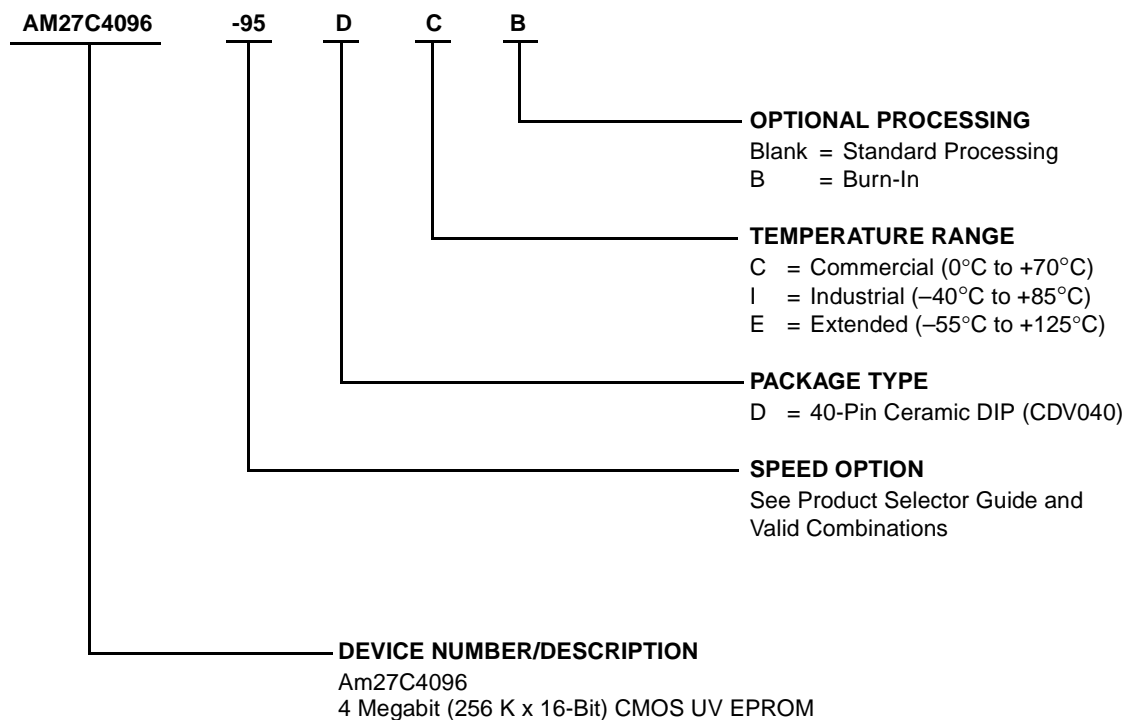 AM27C4096 -95 D C B
OPTIONAL PROCESSING
Blank = Standard Processing
B = Burn-In
TEMPERATURE RANGE
C = Commercial (0°C to +70°C)
I = Industrial (–40°C to +85°C)
E = Extended (–55°C to +125°C)
PACKAGE TYPE
D = 40-Pin Ceramic DIP (CDV040)
SPEED OPTION
See Product Selector Guide and
Valid Combinations
DEVICE NUMBER/DESCRIPTION
Am27C4096
4 Megabit (256 K x 16-Bit) CMOS UV EPROM